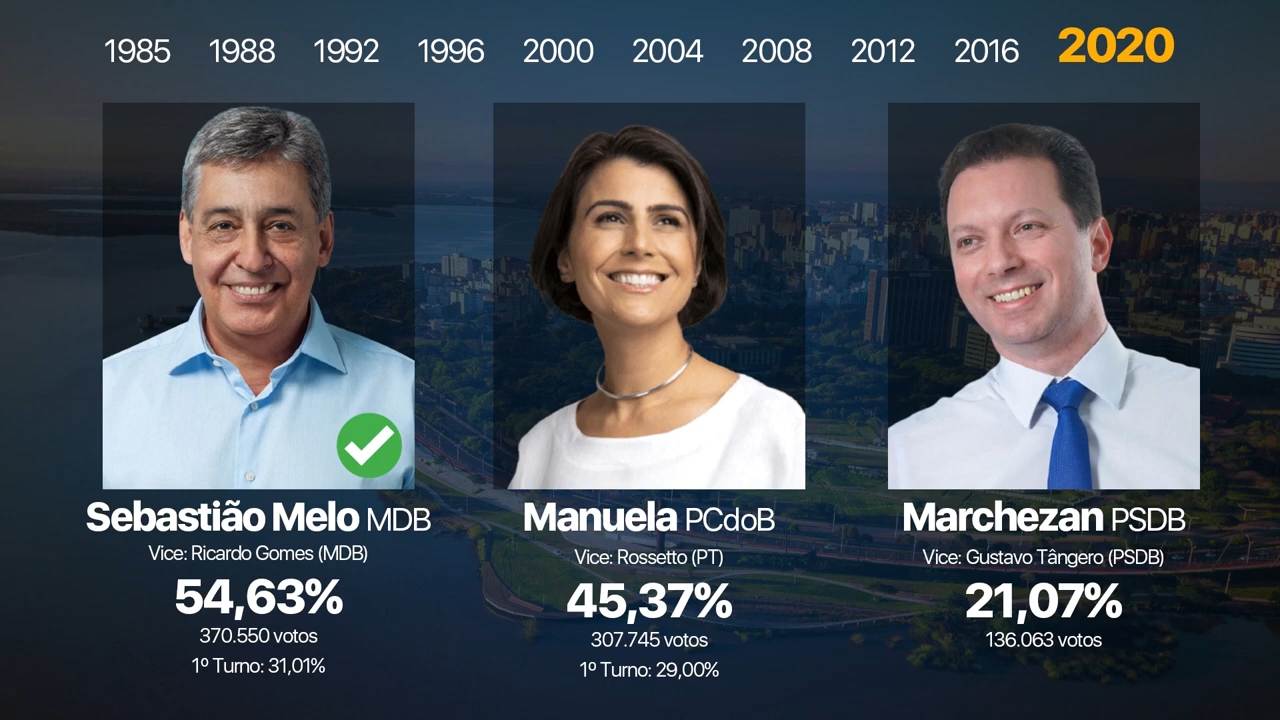 1985 1988 1992 1996 2000 2004 2008 2012 2016 2020
Sebastião Melo MDB
Vice: Ricardo Gomes (MDB)
54,63%
370.550 votos
1º Turno: 31,01%
Manuela PCdoB
Vice: Rossetto (PT)
45,37%
307.745 votos
1º Turno: 29,00%
Marchezan PSDB
Vice: Gustavo Tângero (PSDB)
21,07%
136.063 votos